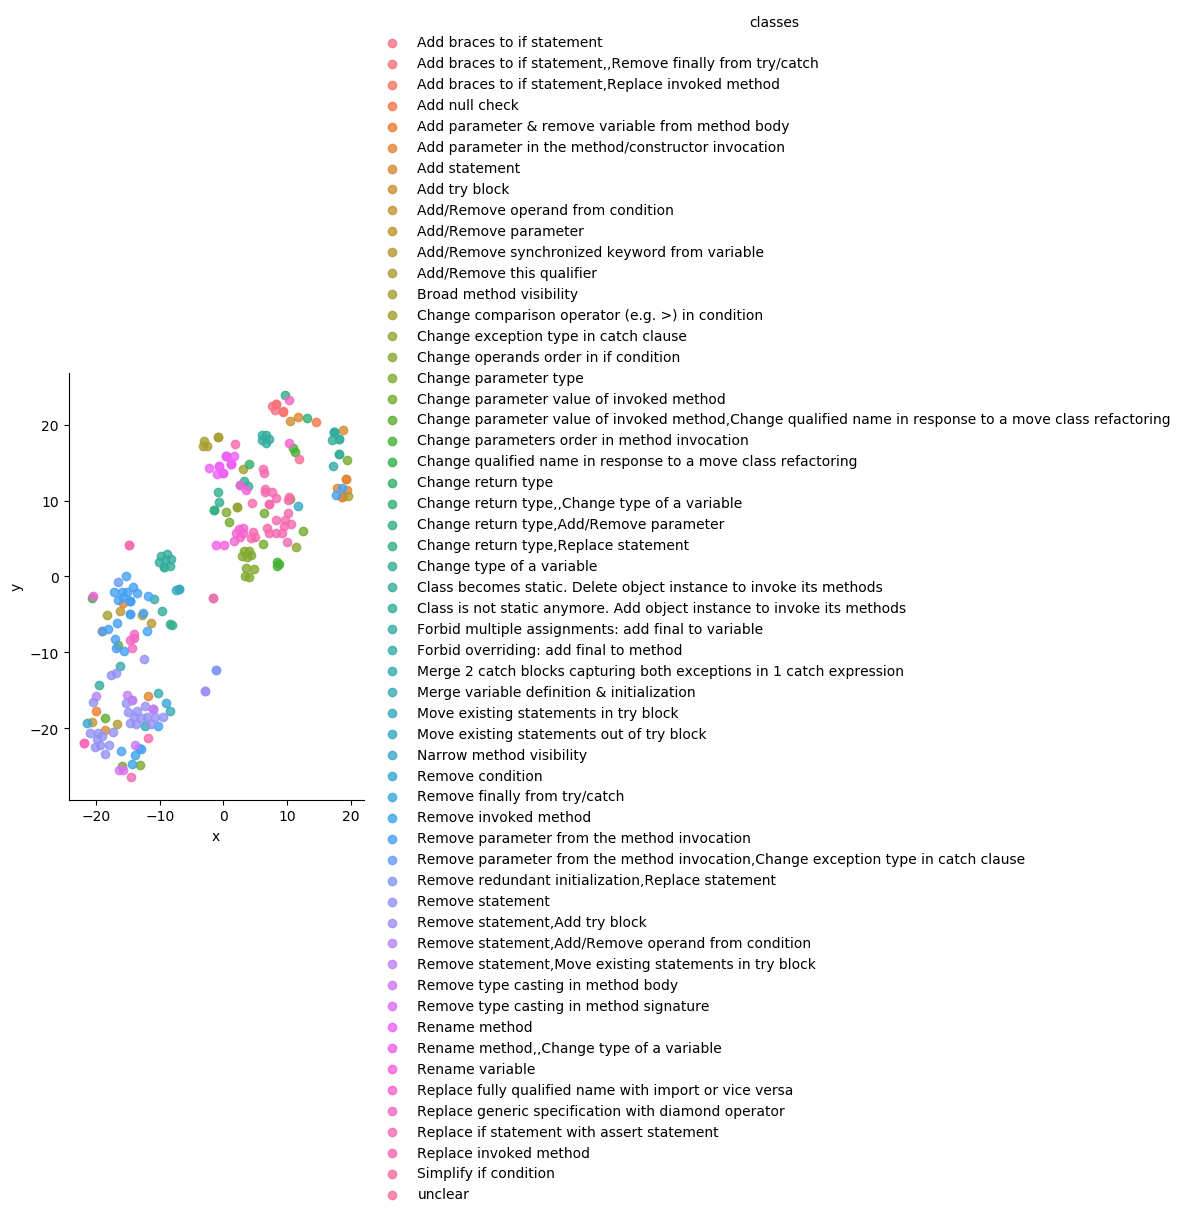 classes
Add braces to if statement
Add braces to if statement,,Remove finally from try/catch
Add braces to if statement,Replace invoked method
Add null check
Add parameter & remove variable from method body
Add parameter in the method/constructor invocation
Add statement
Add try block
Add/Remove operand from condition
Add/Remove parameter
Add/Remove synchronized keyword from variable
Add/Remove this qualifier
Broad method visibility
Change comparison operator (e.g. >) in condition
Change exception type in catch clause
Change operands order in if condition
Change parameter type
Change parameter value of invoked method
Change parameter value of invoked method,Change qualified name in response to a move class refactoring
Change parameters order in method invocation
Change qualified name in response to a move class refactoring
Change return type
Change return type,,Change type of a variable
Change return type,Add/Remove parameter
Change return type,Replace statement
Change type of a variable
Class becomes static. Delete object instance to invoke its methods
Class is not static anymore. Add object instance to invoke its methods
Forbid multiple assignments: add final to variable
Forbid overriding: add final to method
Merge 2 catch blocks capturing both exceptions in 1 catch expression
Merge variable definition & initialization
Move existing statements in try block
Move existing statements out of try block
Narrow method visibility
Remove condition
Remove finally from try/catch
Remove invoked method
Remove parameter from the method invocation
Remove parameter from the method invocation,Change exception type in catch clause
Remove redundant initialization,Replace statement
Remove statement
Remove statement,Add try block
Remove statement,Add/Remove operand from condition
Remove statement,Move existing statements in try block
Remove type casting in method body
Remove type casting in method signature
Rename method
Rename method,,Change type of a variable
Rename variable
Replace fully qualified name with import or vice versa
Replace generic specification with diamond operator
Replace if statement with assert statement
Replace invoked method
Simplify if condition
unclear
20
10
0
−10
−20
y
−20 −10 0 10 20
x